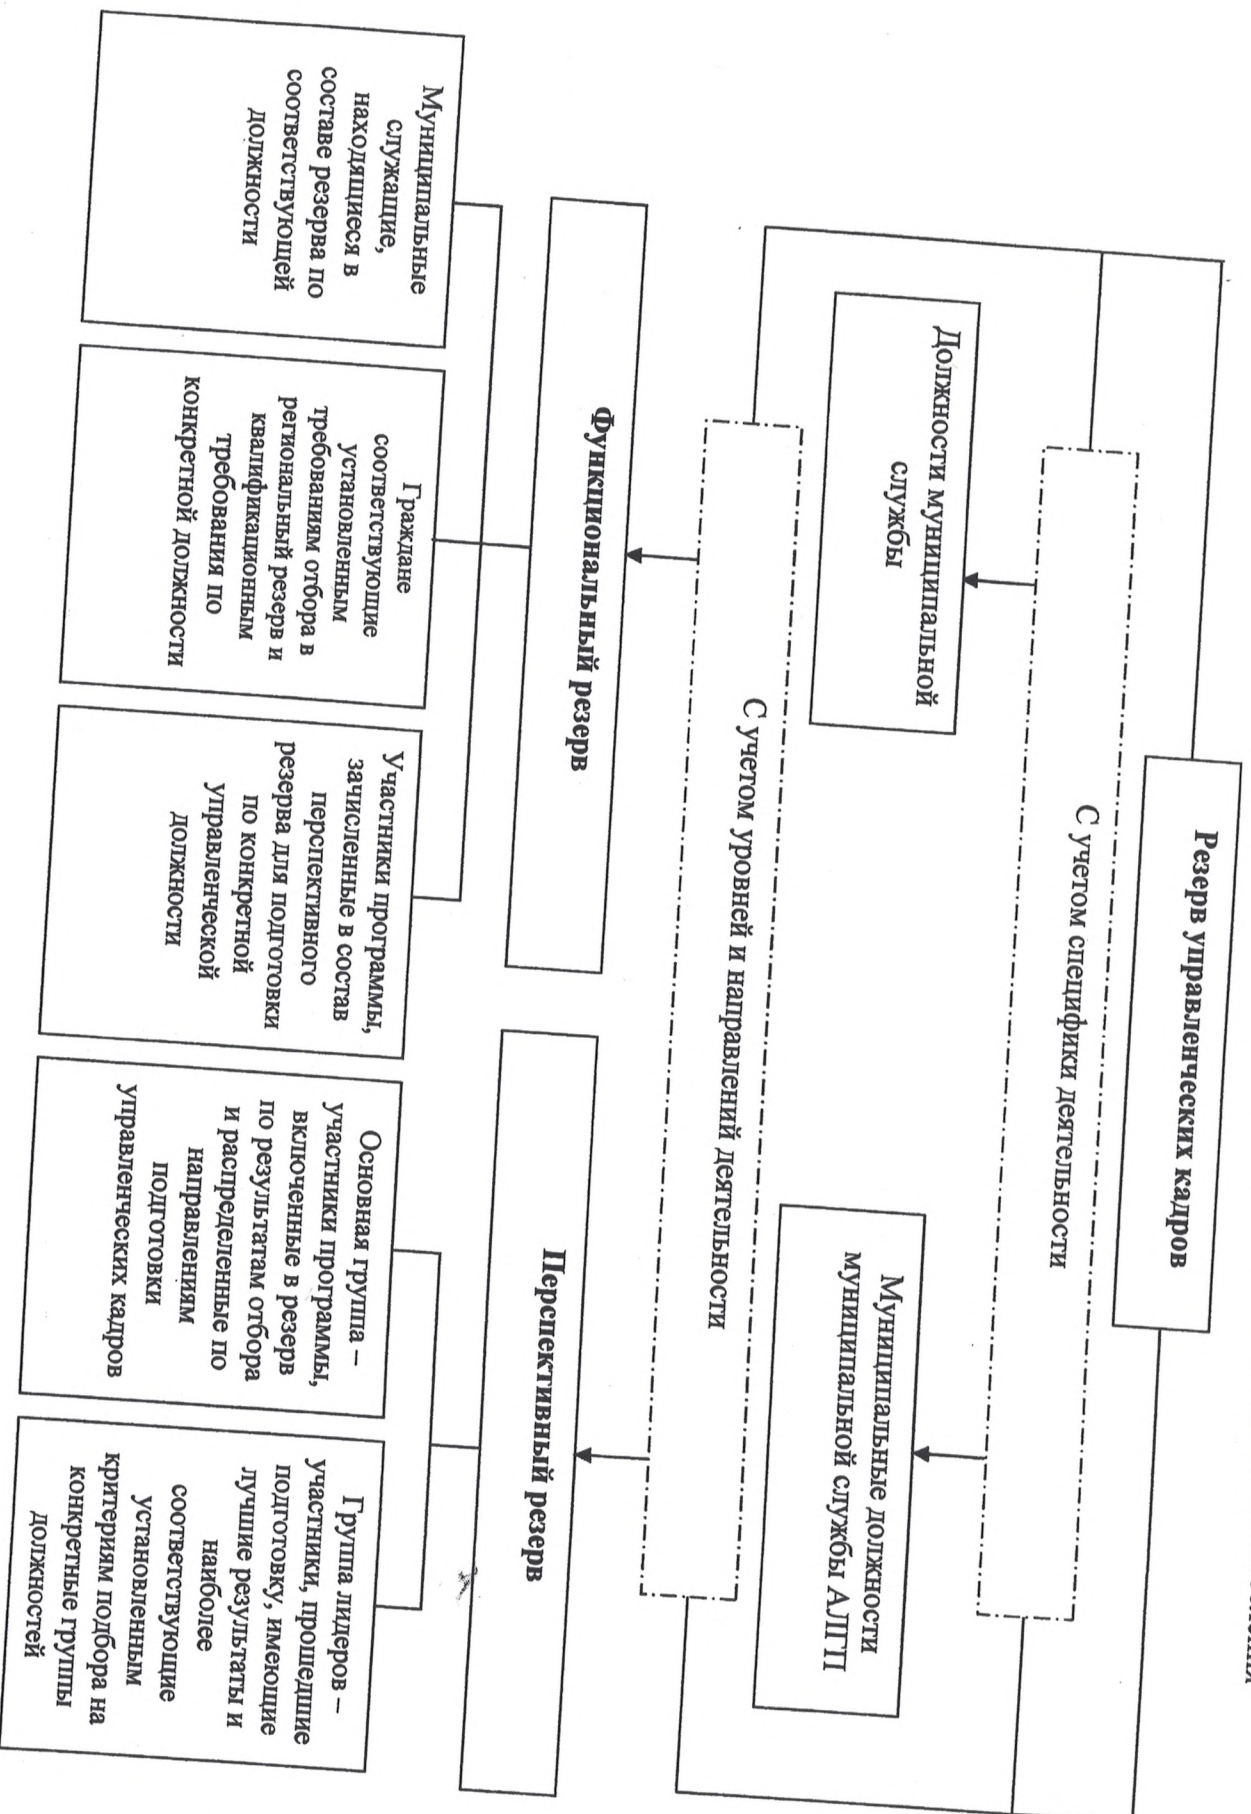 Резерв управленческих кадров
С учетом специфики деятельности
Должности муниципальной
службы
Муниципальные должности
муниципальной службы АЛГП
С учетом уровней и направлений деятельности
Функциональный резерв
Перспективный резерв
Муниципальные
служащие,
находящиеся в
составе резерва по
соответствующей
должности
Граждане
соответствующие
установленным
требованиям отбора в
региональный резерв и
квалификационным
требования по
конкретной должности
Участники программы,
зачисленные в состав
перспективного
резерва для подготовки
по конкретной
управленческой
должности
Основная группа –
участники программы,
включенные в резерв
по результатам отбора
и распределенные по
направлениям
подготовки
управленческих кадров
Группа лидеров –
участники, прошедшие
подготовку, имеющие
лучшие результаты и
наиболее
соответствующие
установленным
критериям подбора на
конкретные группы
должностей